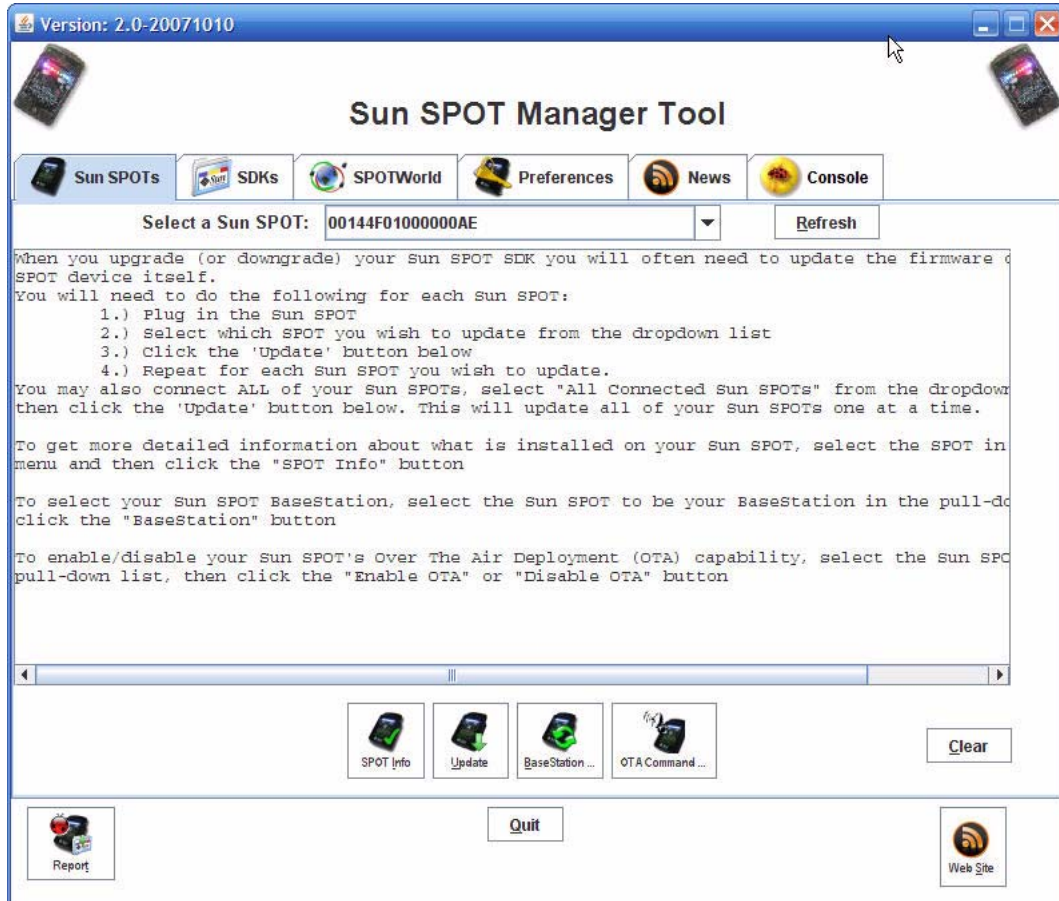 Version: 2.0-20071010
Sun SPOT Manager Tool
Sun SPOTs
SDKs
SPOTWorld
Preferences
News
Console
Select a Sun SPOT: 00144F01000000AE
Refresh
When you upgrade (or downgrade) your Sun SPOT SDK you will often need to update the firmware
SPOT device itself.
You will need to do the following for each Sun SPOT:
1.) Plug in the Sun SPOT
2.) Select which SPOT you wish to update from the dropdown list
3.) Click the 'Update' button below
4.) Repeat for each Sun SPOT you wish to update.
You may also connect ALL of your Sun SPOTs, select "All Connected Sun SPOTs" from the dropdown
then click the 'Update' button below. This will update all of your Sun SPOTs one at a time.
To get more detailed information about what is installed on your Sun SPOT, select the SPOT in
menu and then click the "SPOT Info" button
To select your Sun SPOT BaseStation, select the Sun SPOT to be your BaseStation in the pull-do
click the "BaseStation" button
To enable/disable your Sun SPOT's Over The Air Deployment (OTA) capability, select the Sun SPO
pull-down list, then click the "Enable OTA" or "Disable OTA" button
SPOT Info
Update
BaseStation ...
OTA Command ...
Clear
Report
Quit
Web Site